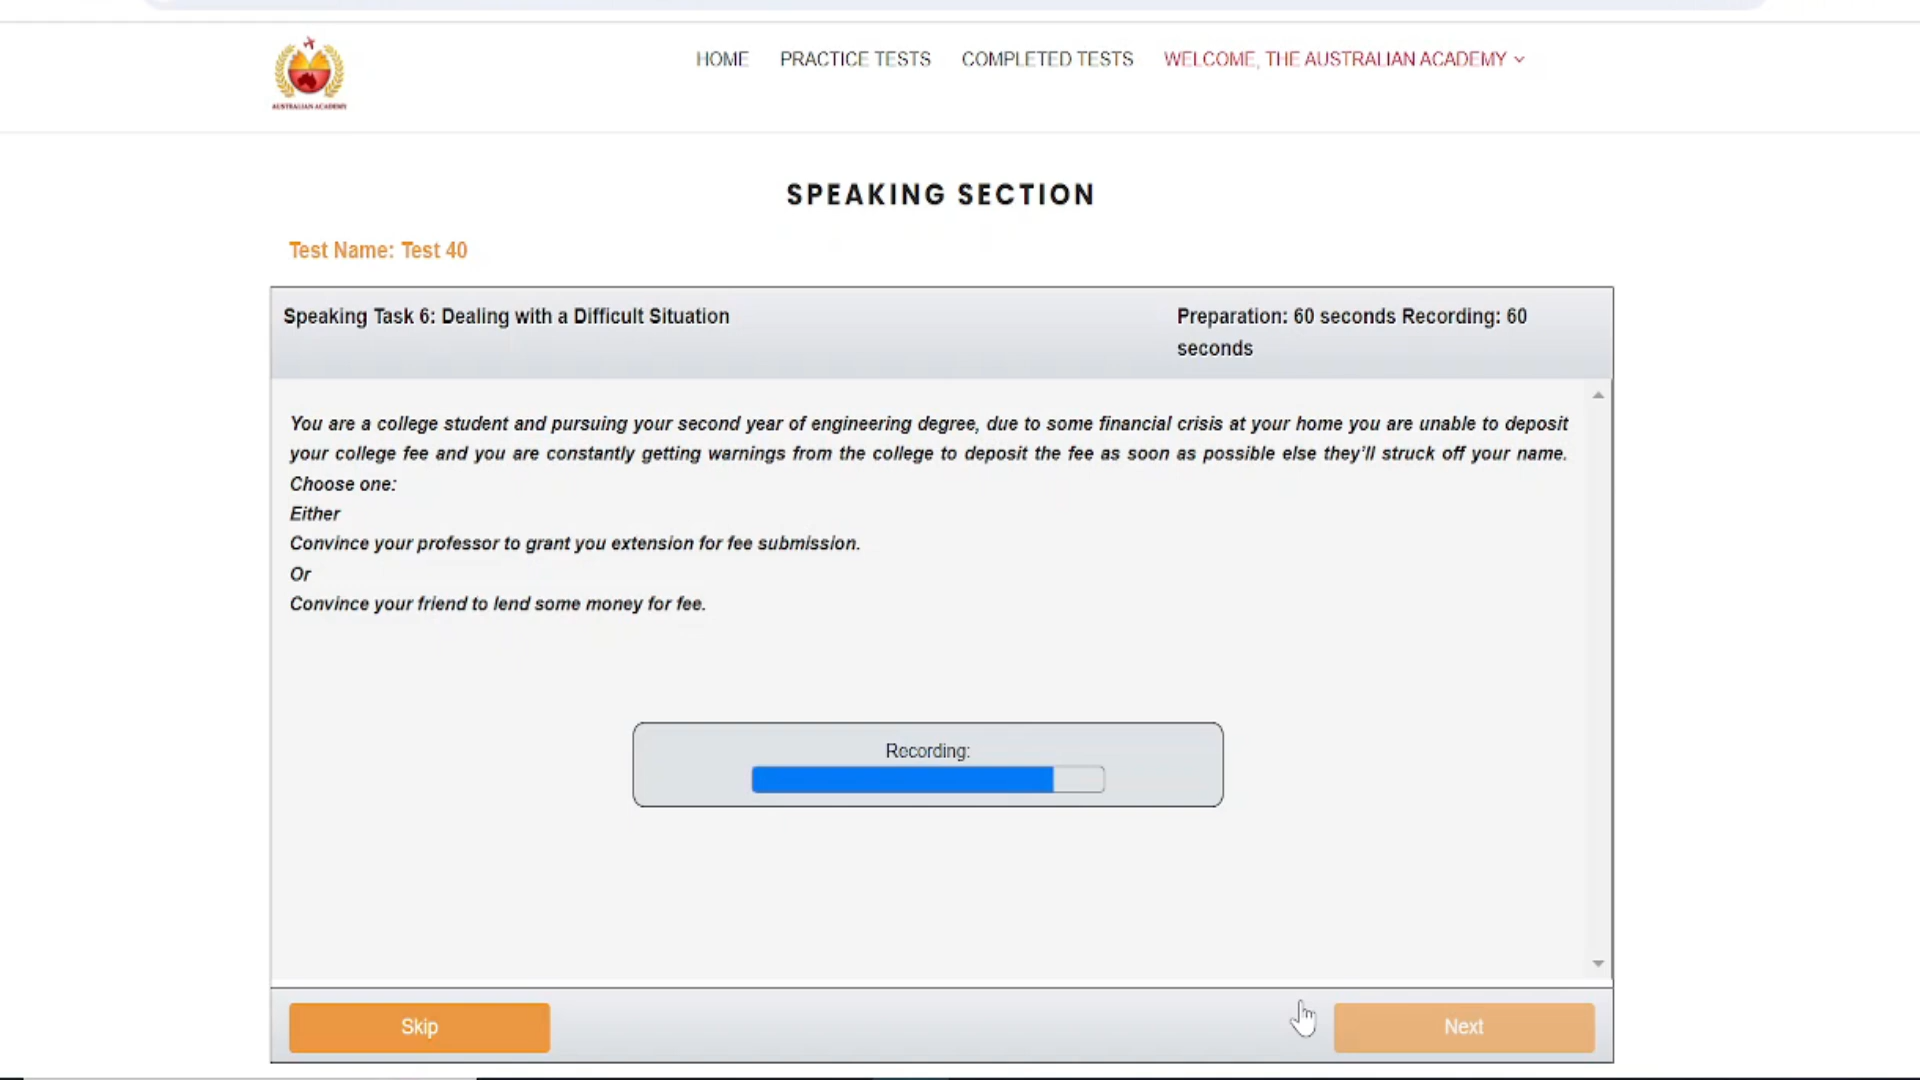 AUSTRALIAN ACADEMY
HOME PRACTICE TESTS COMPLETED TESTS WELCOME, THE AUSTRALIAN ACADEMY
SPEAKING SECTION
Test Name: Test 40
Speaking Task 6: Dealing with a Difficult Situation
Preparation: 60 seconds Recording: 60
seconds
You are a college student and pursuing your second year of engineering degree, due to some financial crisis at your home you are unable to deposit
your college fee and you are constantly getting warnings from the college to deposit the fee as soon as possible else they'll struck off your name.
Choose one:
Either
Convince your professor to grant you extension for fee submission.
Or
Convince your friend to lend some money for fee.
Recording:
Skip
Next